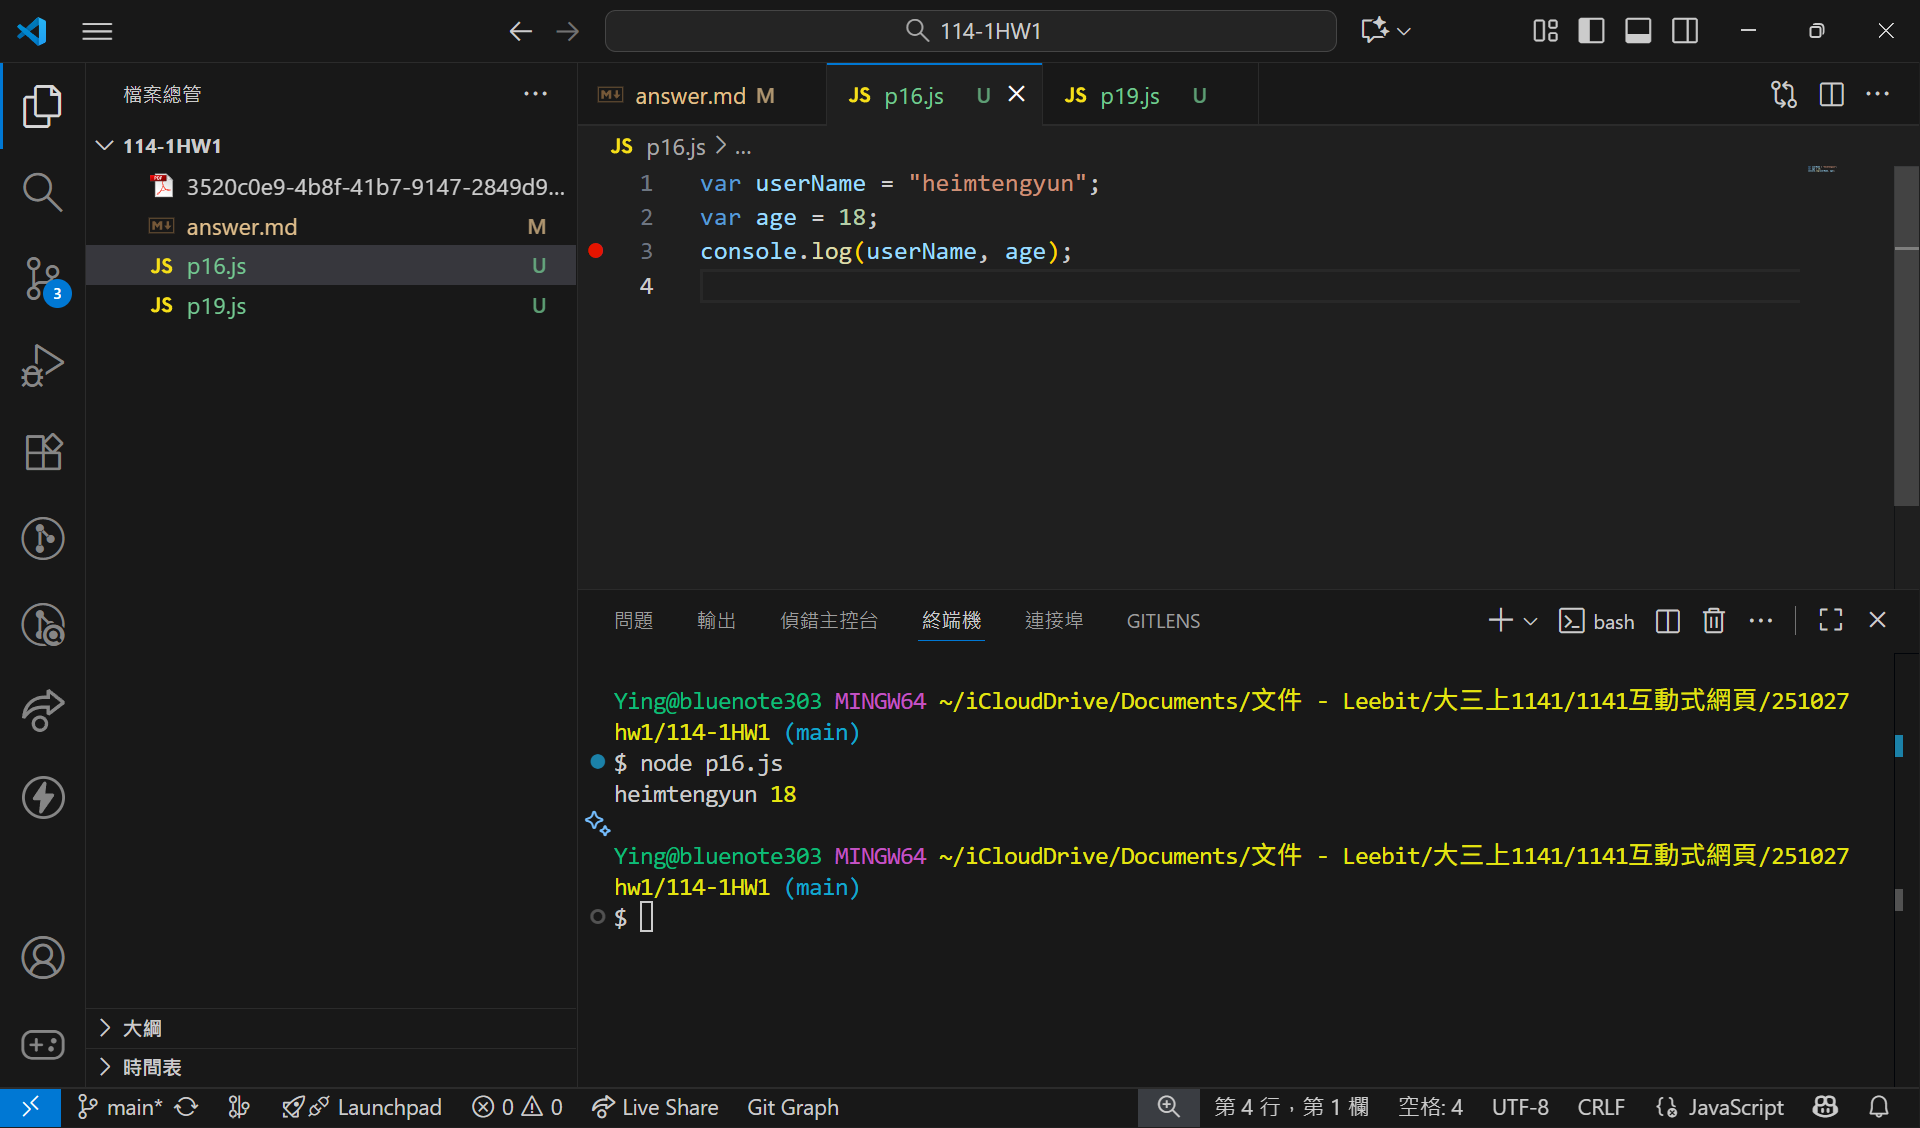 114-1HW1
檔案總管
114-1HW1
3520c0e9-4b8f-41b7-9147-2849d9...
answer.md M
JS p16.js U
JS p19.js U
3
大綱
時間表
answer.md M
JS p16.js U
JS p19.js U
JS p16.js > ...
1 var userName = "heimtengyun";
2 var age = 18;
3 console.log(userName, age);
4
問題 輸出 偵錯主控台 終端機 連接埠 GITLENS
bash
Ying@bluenote303 MINGW64 ~/iCloudDrive/Documents/文件 - Leebit/大三上1141/1141互動式網頁/251027
hw1/114-1HW1 (main)
$ node p16.js
heimtengyun 18
Ying@bluenote303 MINGW64 ~/iCloudDrive/Documents/文件 - Leebit/大三上1141/1141互動式網頁/251027
hw1/114-1HW1 (main)
$
main* Launchpad 0 0 Live Share Git Graph 第 4 行，第 1 欄 空格: 4 UTF-8 CRLF JavaScript